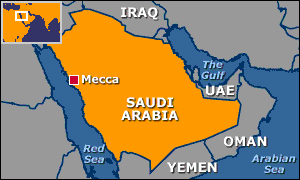 IRAQ
The
Gulf
Mecca
UAE
SAUDI
ARABIA
OMAN
Red
Sea
YEMEN
Arabian
Sea